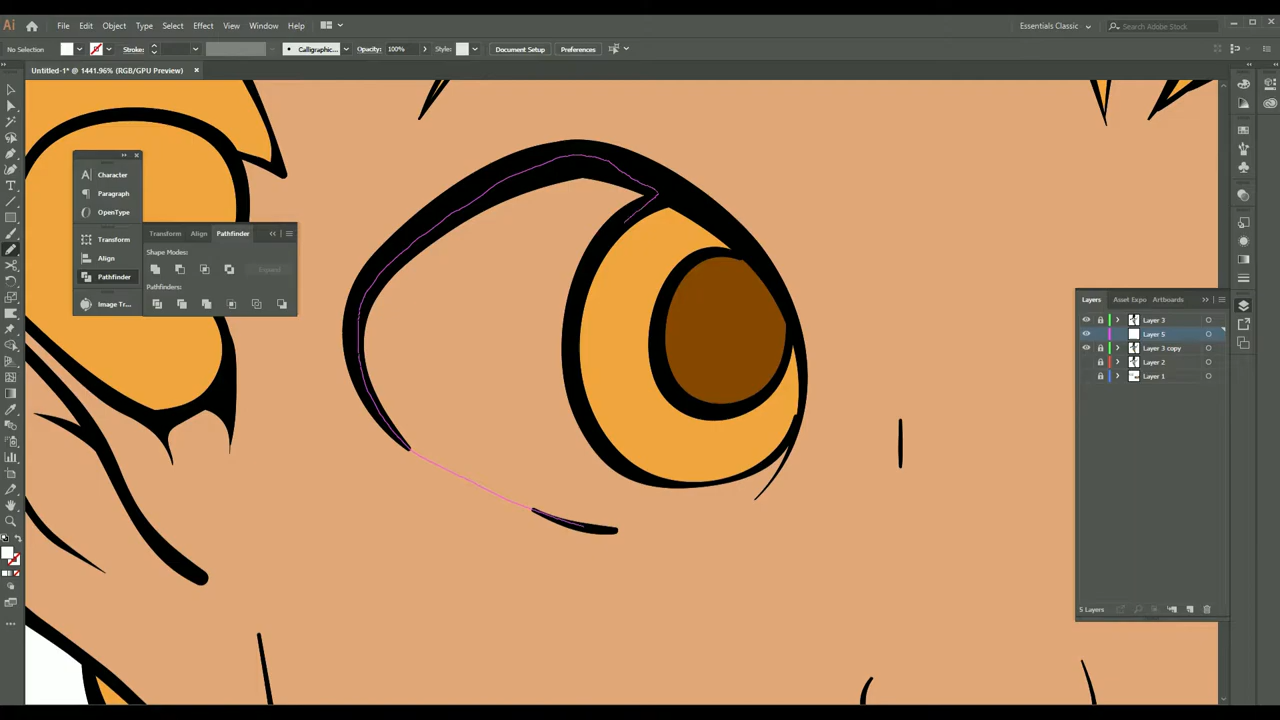 Ai File Edit Object Type Select Effect View Window Help Essentials Classic Search Adobe Stock
No Selection Stroke: Calligraphic... Opacity: 100% Style: Document Setup Preferences
Untitled-1* @ 1441.96% (RGB/GPU Preview) ×
Character
Paragraph
OpenType
Transform
Align
Pathfinder
Image Tr...
Transform Align Pathfinder
Shape Modes:
Expand
Pathfinders:
Layers Asset Expo Artboards
Layer 3
Layer 5
Layer 3 copy
Layer 2
Layer 1
5 Layers